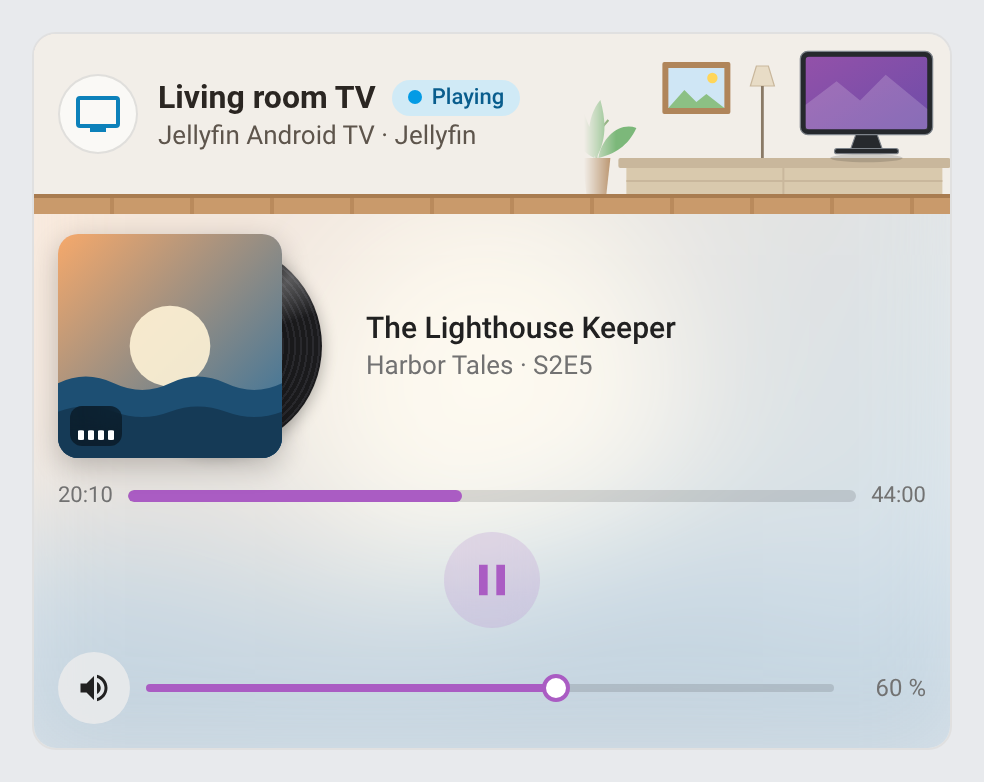 Living room TV
Playing
Jellyfin Android TV · Jellyfin
The Lighthouse Keeper
Harbor Tales · S2E5
20:10
44:00
60 %